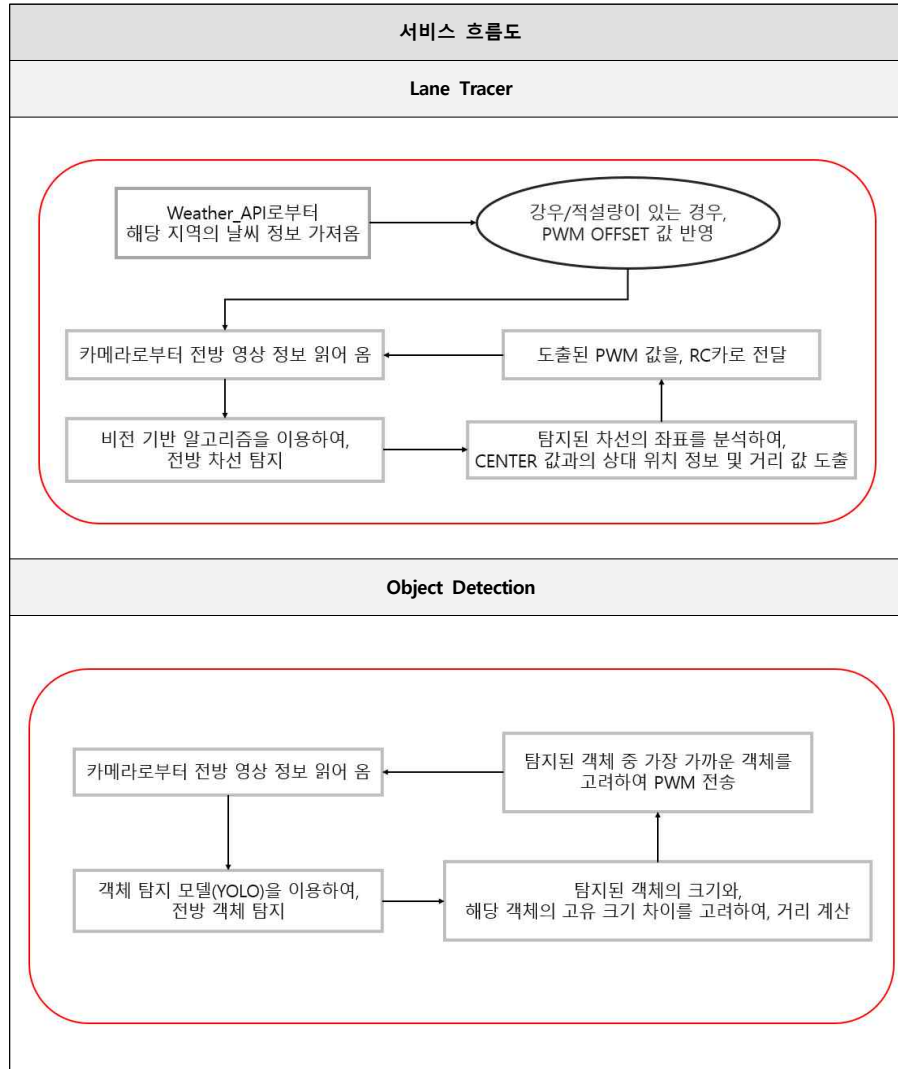 서비스 흐름도
Lane Tracer
Weather_API로부터
해당 지역의 날씨 정보 가져옴
강우/적설량이 있는 경우,
PWM OFFSET 값 반영
카메라로부터 전방 영상 정보 읽어 옴
도출된 PWM 값을, RC카로 전달
비전 기반 알고리즘을 이용하여,
전방 차선 탐지
탐지된 차선의 좌표를 분석하여,
CENTER 값과의 상대 위치 정보 및 거리 값 도출
Object Detection
카메라로부터 전방 영상 정보 읽어 옴
탐지된 객체 중 가장 가까운 객체를
고려하여 PWM 전송
객체 탐지 모델(YOLO)을 이용하여,
전방 객체 탐지
탐지된 객체의 크기와,
해당 객체의 고유 크기 차이를 고려하여, 거리 계산